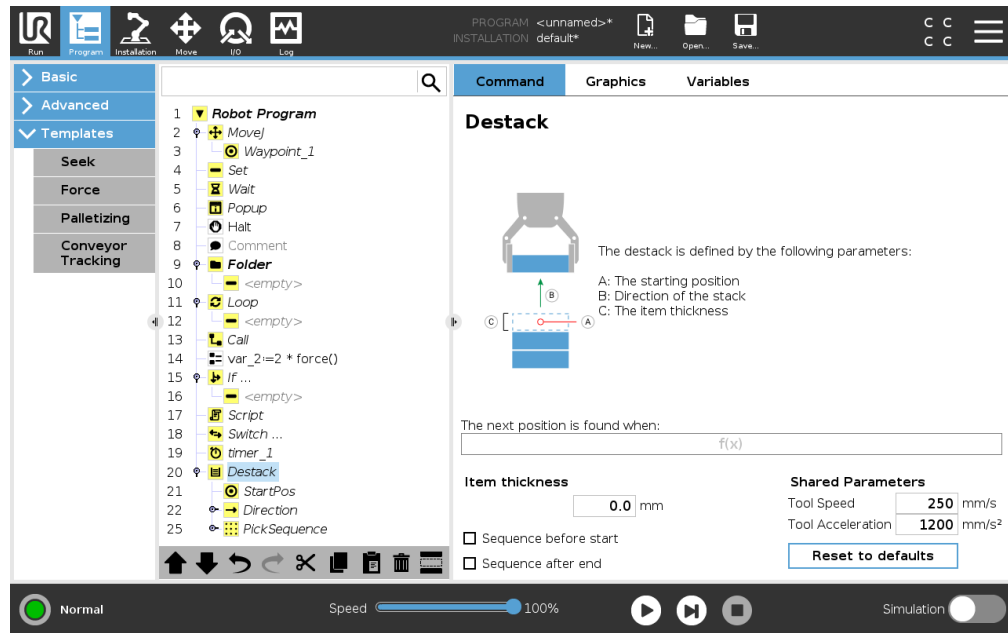 UR
Run
Program
Installation
Move
I/O
Log
PROGRAM <unnamed>*
INSTALLATION default*
New...
Open...
Save...
C C
C C
Basic
Advanced
Templates
Seek
Force
Palletizing
Conveyor
Tracking
1 Robot Program
2 MoveJ
3 Waypoint_1
4 Set
5 Wait
6 Popup
7 Halt
8 Comment
9 Folder
10 <empty>
11 Loop
12 <empty>
13 Call
14 var_2:=2 * force()
15 If ...
16 <empty>
17 Script
18 Switch ...
19 timer_1
20 Destack
21 StartPos
22 Direction
25 PickSequence
Command
Graphics
Variables
Destack
The destack is defined by the following parameters:
A: The starting position
B: Direction of the stack
C: The item thickness
B
C
A
The next position is found when:
f(x)
Item thickness
0.0 mm
Sequence before start
Sequence after end
Shared Parameters
Tool Speed 250 mm/s
Tool Acceleration 1200 mm/s²
Reset to defaults
Normal
Speed 100%
Simulation